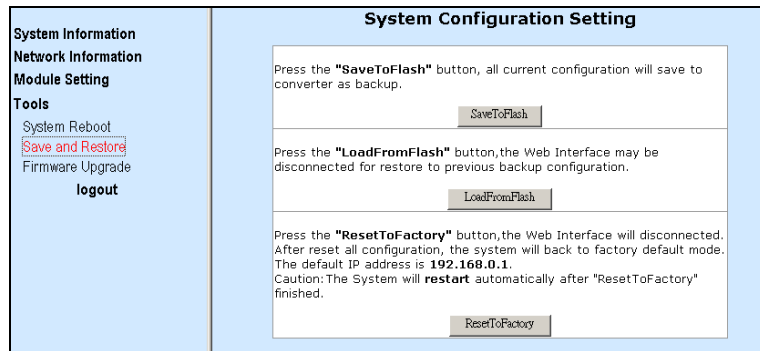 System Information
Network Information
Module Setting
Tools
System Reboot
Save and Restore
Firmware Upgrade
logout
System Configuration Setting
Press the "SaveToFlash" button, all current configuration will save to
converter as backup.
SaveToFlash
Press the "LoadFromFlash" button,the Web Interface may be
disconnected for restore to previous backup configuration.
LoadFromFlash
Press the "ResetToFactory" button,the Web Interface will disconnected.
After reset all configuration, the system will back to factory default mode.
The default IP address is 192.168.0.1.
Caution:The System will restart automatically after "ResetToFactory"
finished.
ResetToFactory